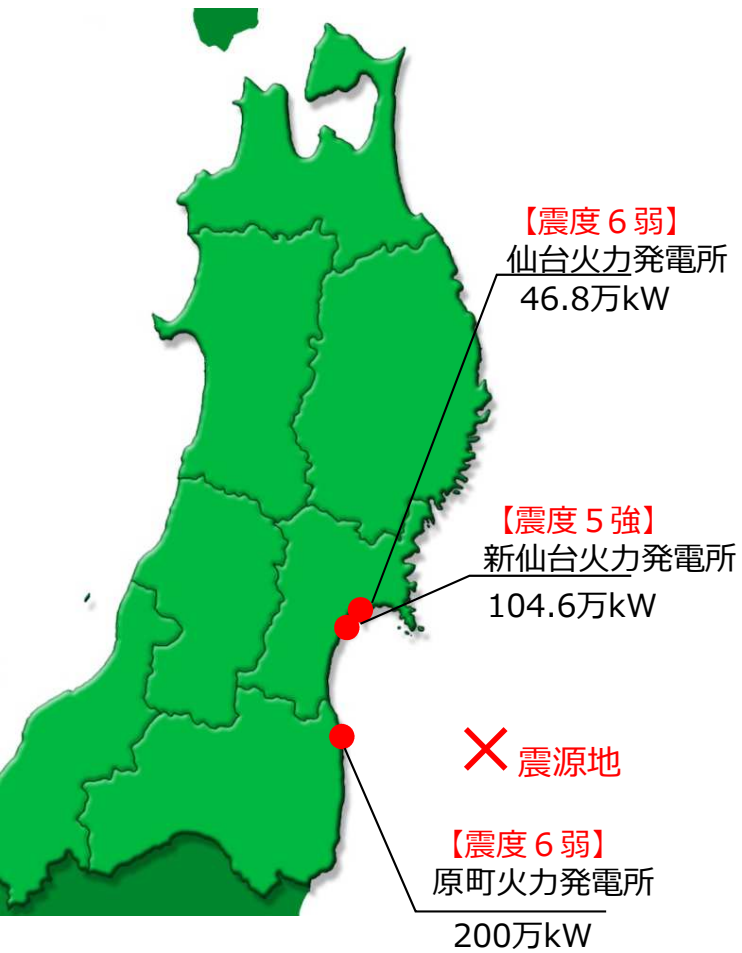 【震度６弱】
仙台火力発電所
46.8万kW
【震度５強】
新仙台火力発電所
104.6万kW
震源地
【震度６弱】
原町火力発電所
200万kW